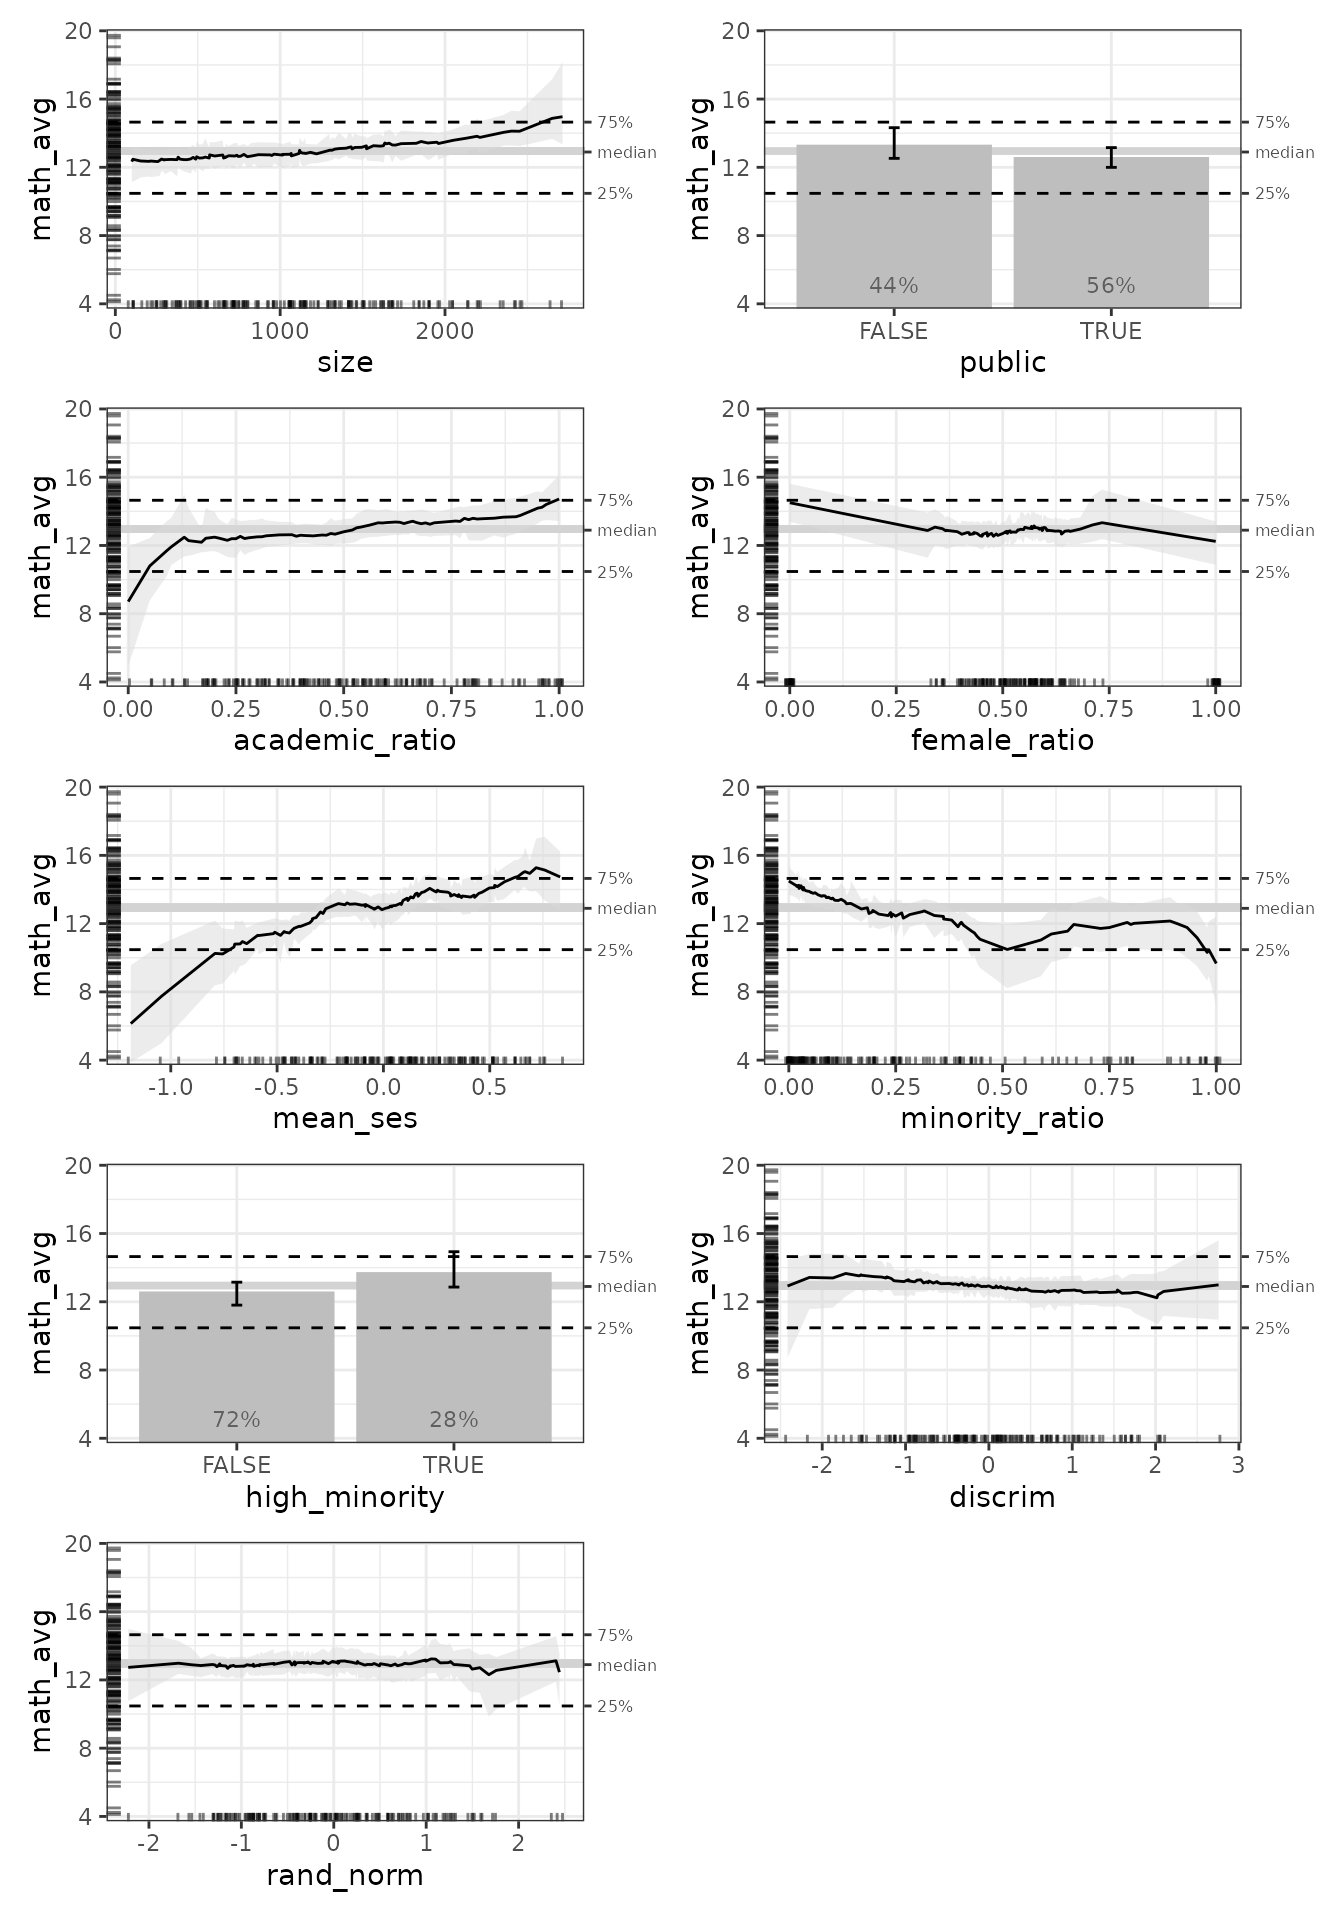 20
16
12
8
4
math_avg
75%
median
25%
0 1000 2000
size
20
16
12
8
4
math_avg
44% 56%
75%
median
25%
FALSE TRUE
public
20
16
12
8
4
math_avg
75%
median
25%
0.00 0.25 0.50 0.75 1.00
academic_ratio
20
16
12
8
4
math_avg
75%
median
25%
0.00 0.25 0.50 0.75 1.00
female_ratio
20
16
12
8
4
math_avg
75%
median
25%
-1.0 -0.5 0.0 0.5
mean_ses
20
16
12
8
4
math_avg
75%
median
25%
0.00 0.25 0.50 0.75 1.00
minority_ratio
20
16
12
8
4
math_avg
72% 28%
75%
median
25%
FALSE TRUE
high_minority
20
16
12
8
4
math_avg
75%
median
25%
-2 -1 0 1 2 3
discrim
20
16
12
8
4
math_avg
75%
median
25%
-2 -1 0 1 2
rand_norm